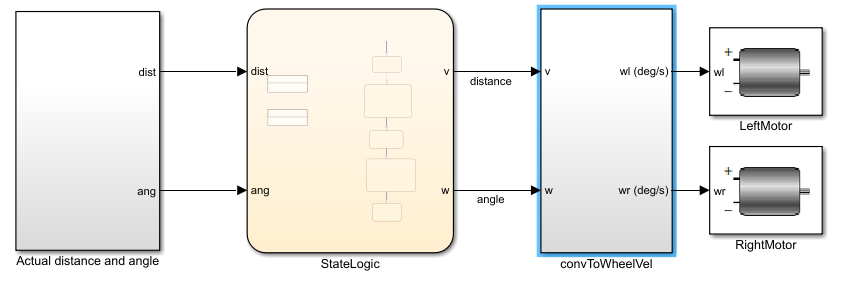 dist
ang
Actual distance and angle
dist
ang
v
w
StateLogic
distance
angle
v
w
wl (deg/s)
wr (deg/s)
convToWheelVel
+
wl
−
LeftMotor
+
wr
−
RightMotor